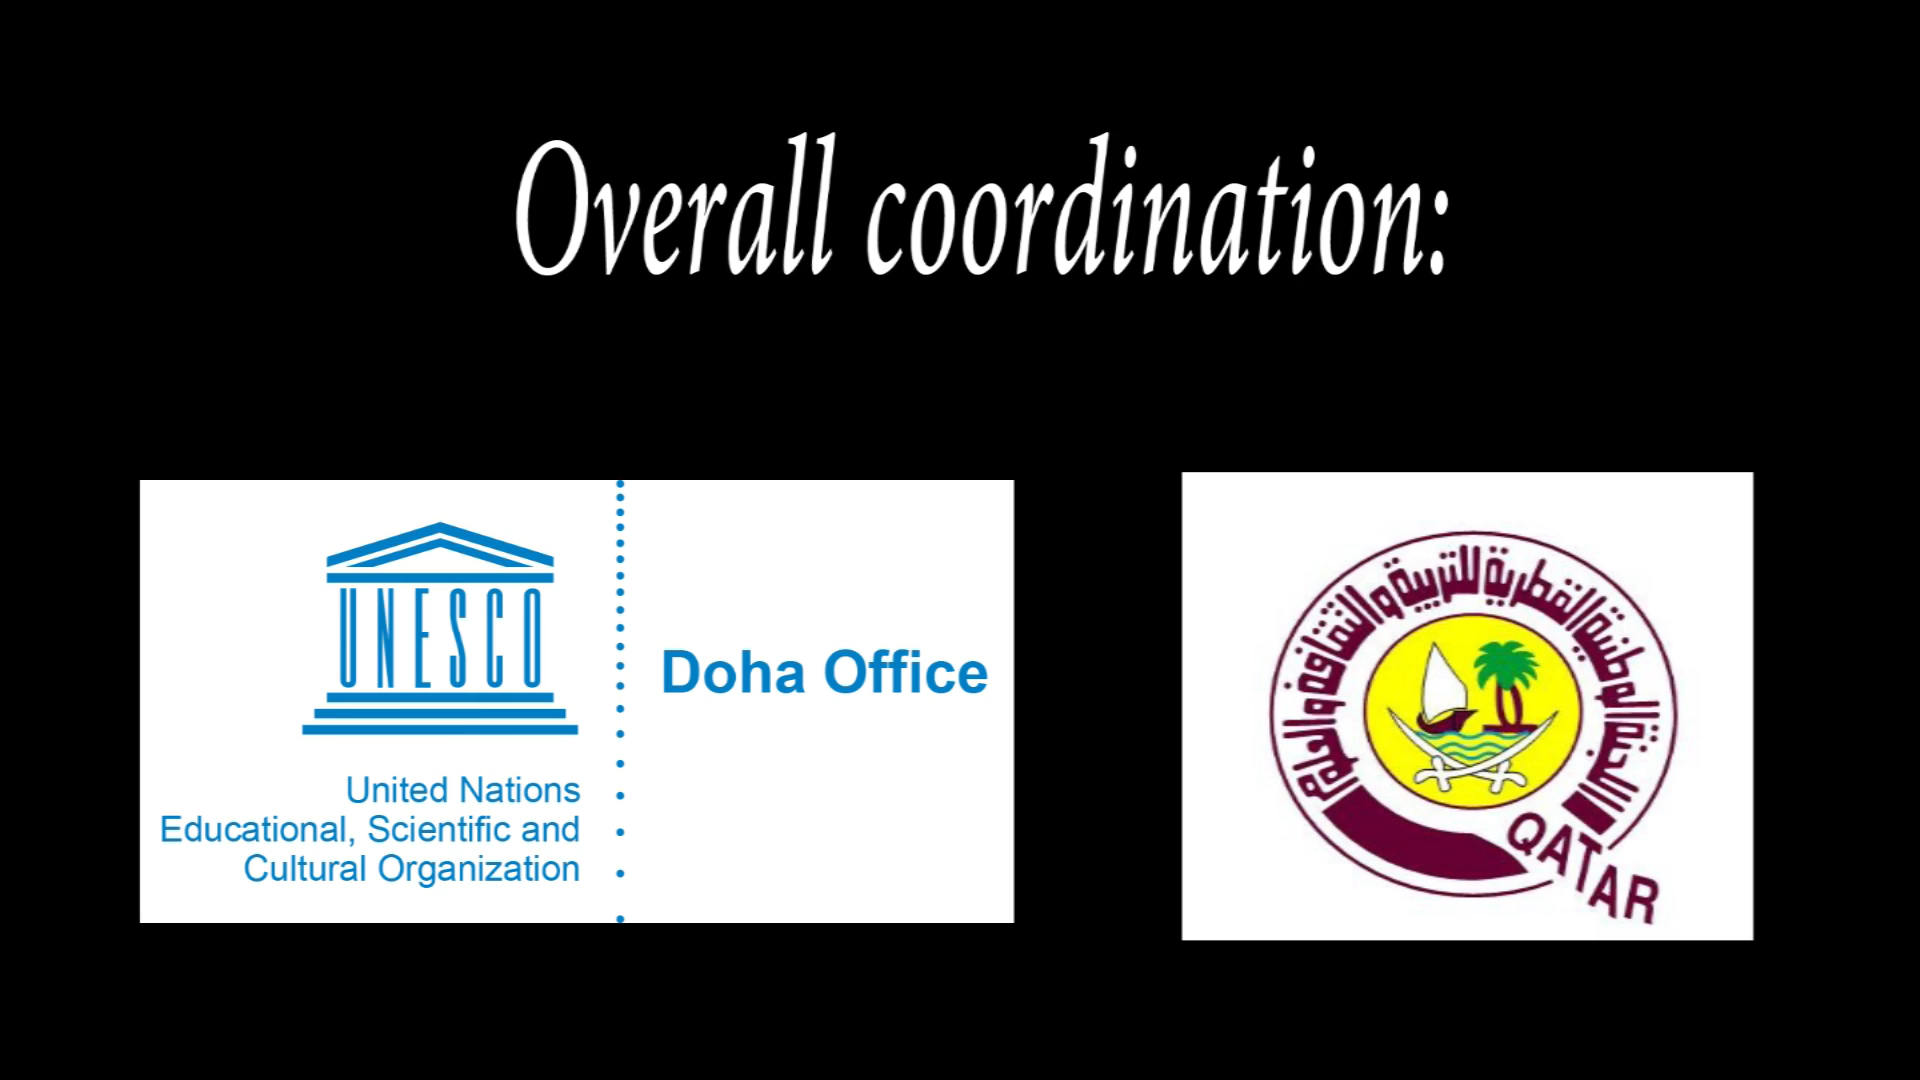 Overall coordination:
UNESCO
Doha Office
United Nations
Educational, Scientific and
Cultural Organization
اللجنة الوطنية القطرية للتربية والثقافة والعلوم
QATAR